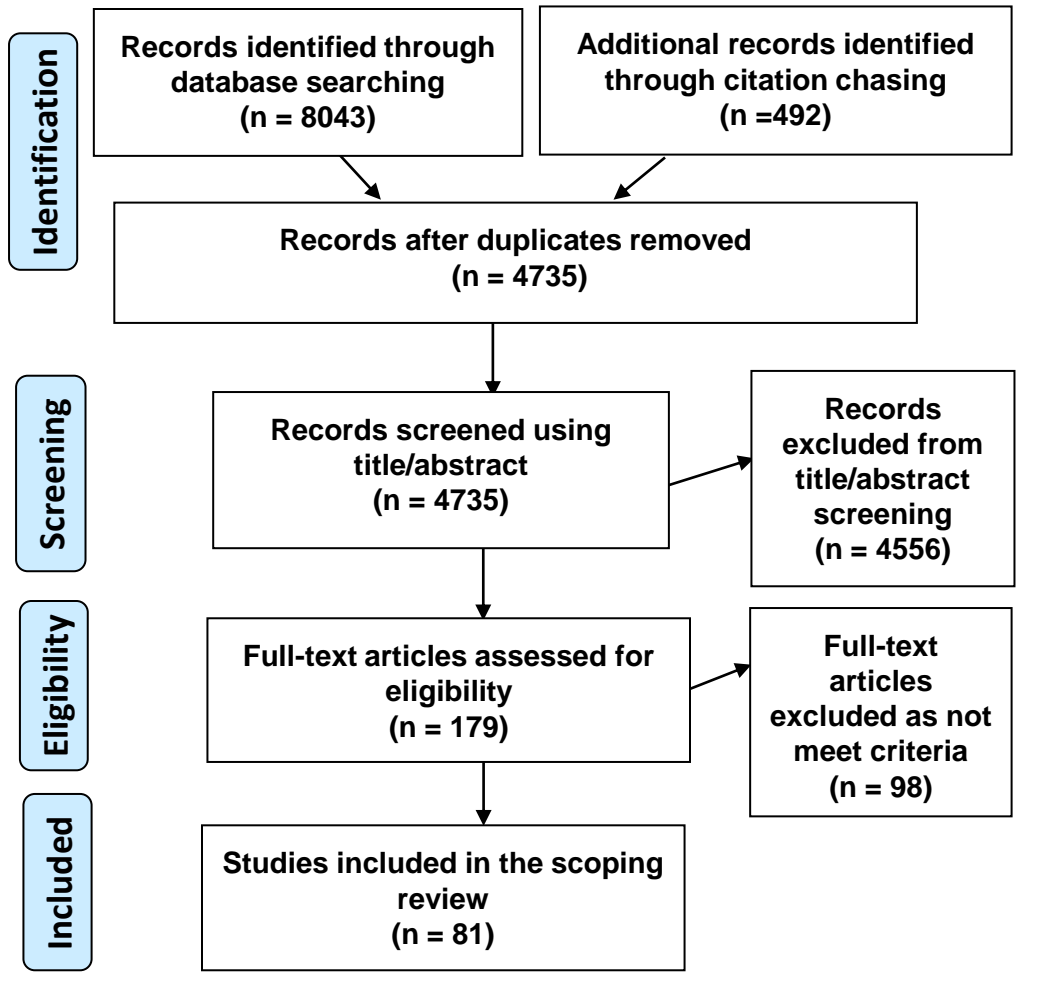 Identification
Records identified through
database searching
(n = 8043)
Additional records identified
through citation chasing
(n =492)
Records after duplicates removed
(n = 4735)
Screening
Records screened using
title/abstract
(n = 4735)
Records
excluded from
title/abstract
screening
(n = 4556)
Eligibility
Full-text articles assessed for
eligibility
(n = 179)
Full-text
articles
excluded as not
meet criteria
(n = 98)
Included
Studies included in the scoping
review
(n = 81)